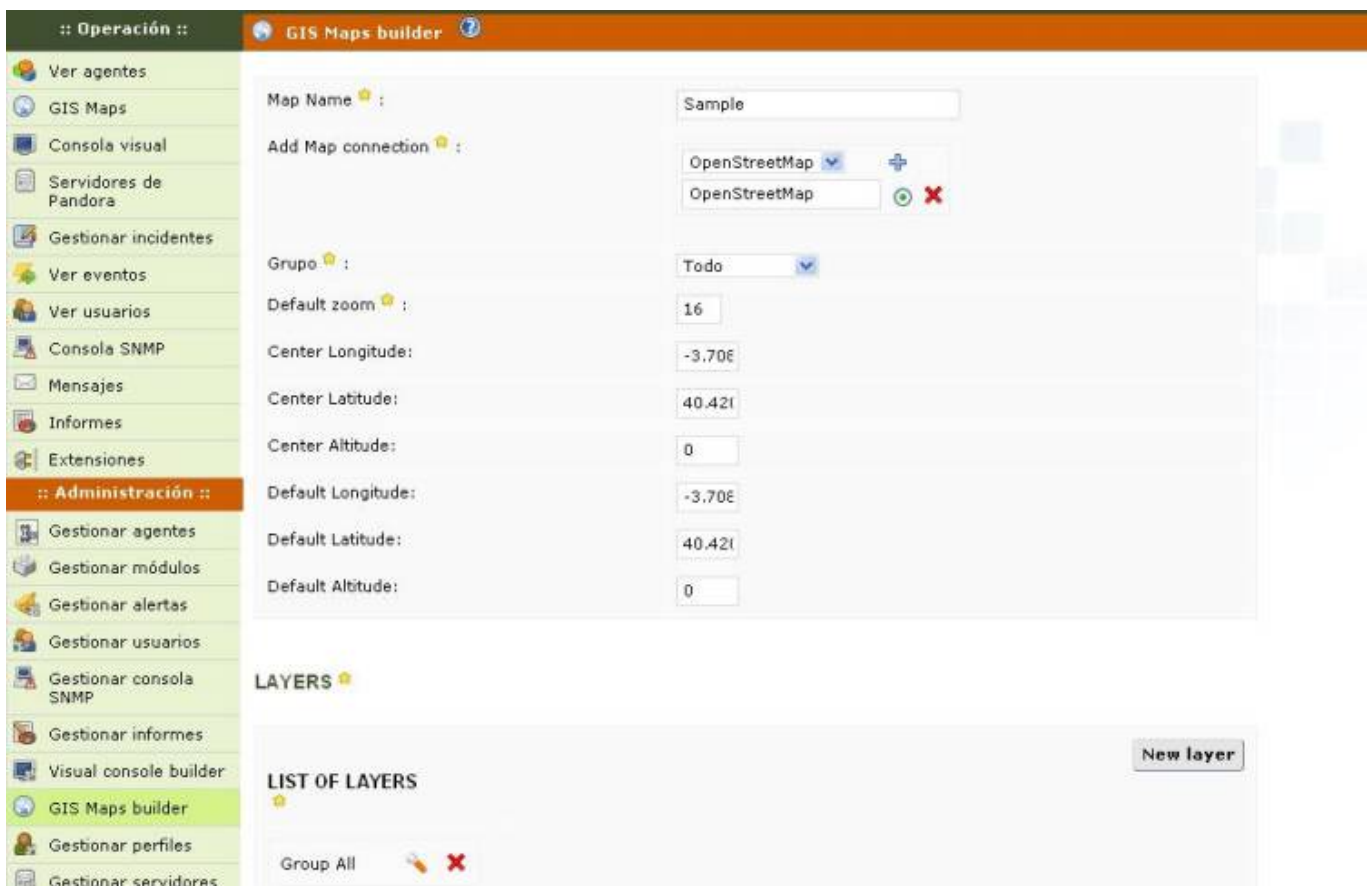 :: Operación ::
Ver agentes
GIS Maps
Consola visual
Servidores de
Pandora
Gestionar incidentes
Ver eventos
Ver usuarios
Consola SNMP
Mensajes
Informes
Extensiones
:: Administración ::
Gestionar agentes
Gestionar módulos
Gestionar alertas
Gestionar usuarios
Gestionar consola
SNMP
Gestionar informes
Visual console builder
GIS Maps builder
Gestionar perfiles
Gestionar servidores
GIS Maps builder ?
Map Name : Sample
Add Map connection : OpenStreetMap
OpenStreetMap
Grupo : Todo
Default zoom : 16
Center Longitude: -3.708
Center Latitude: 40.420
Center Altitude: 0
Default Longitude: -3.708
Default Latitude: 40.420
Default Altitude: 0
LAYERS
New layer
LIST OF LAYERS
Group All